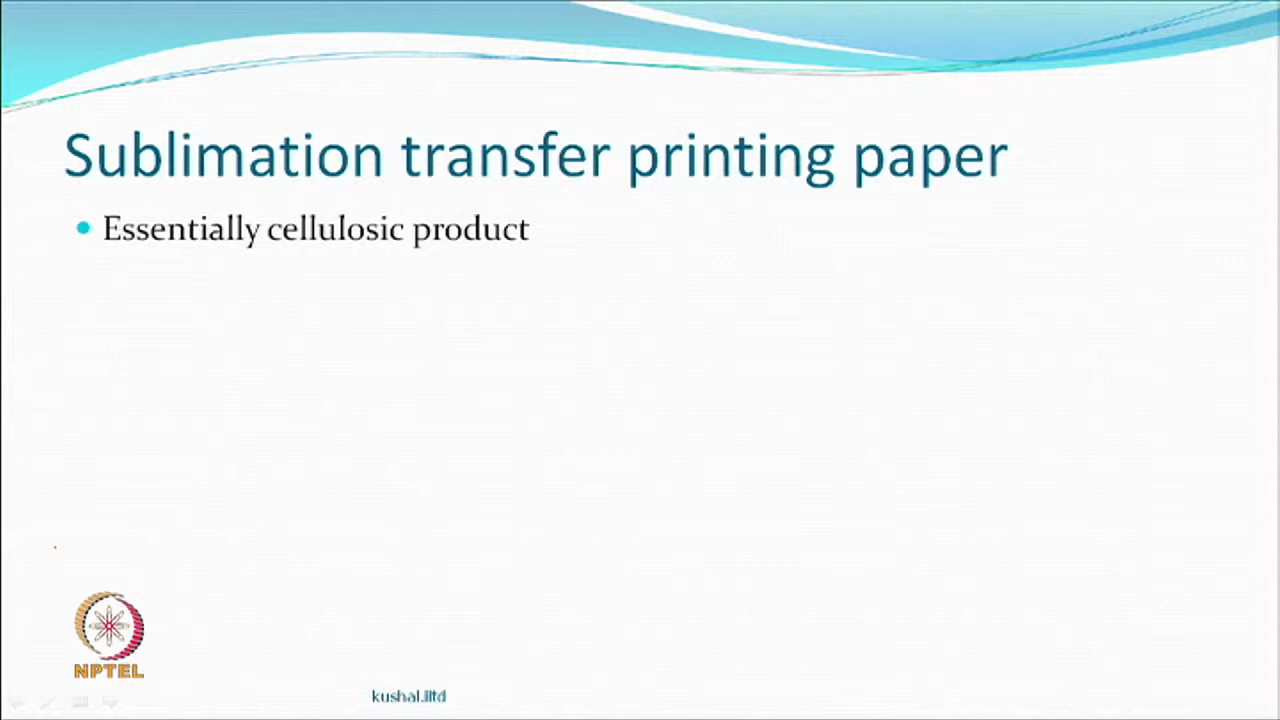 Sublimation transfer printing paper
Essentially cellulosic product
NPTEL
kushal.iitd